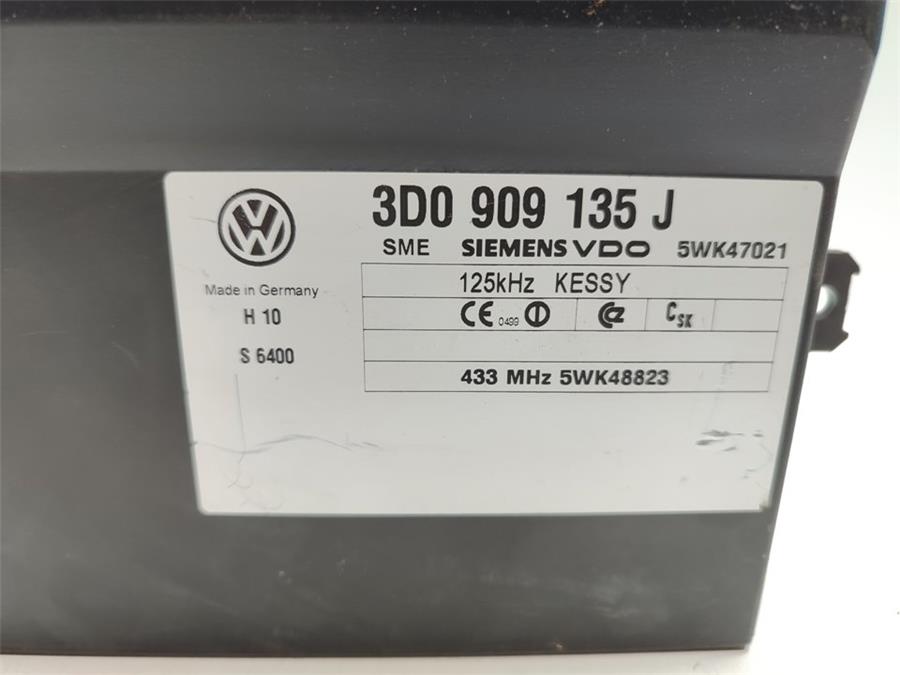 3D0 909 135 J
SME SIEMENS VDO 5WK47021
Made in Germany
H 10
S 6400
125kHz KESSY
CE 0499
CSK
433 MHz 5WK48823